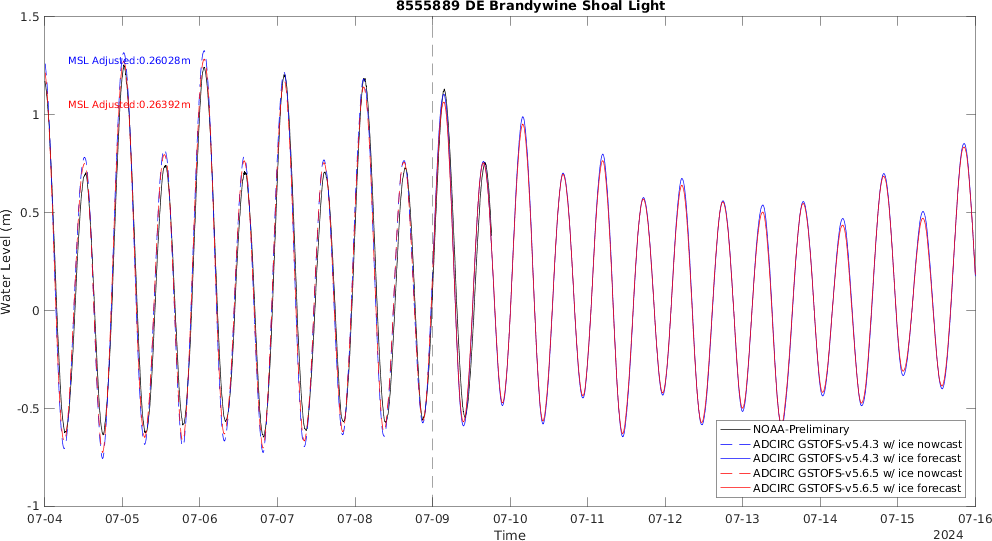 8555889 DE Brandywine Shoal Light
1.5
MSL Adjusted:0.26028m
MSL Adjusted:0.26392m
1
0.5
0
-0.5
-1
Water Level (m)
NOAA-Preliminary
ADCIRC GSTOFS-v5.4.3 w/ ice nowcast
ADCIRC GSTOFS-v5.4.3 w/ ice forecast
ADCIRC GSTOFS-v5.6.5 w/ ice nowcast
ADCIRC GSTOFS-v5.6.5 w/ ice forecast
07-04 07-05 07-06 07-07 07-08 07-09 07-10 07-11 07-12 07-13 07-14 07-15 07-16
Time
2024